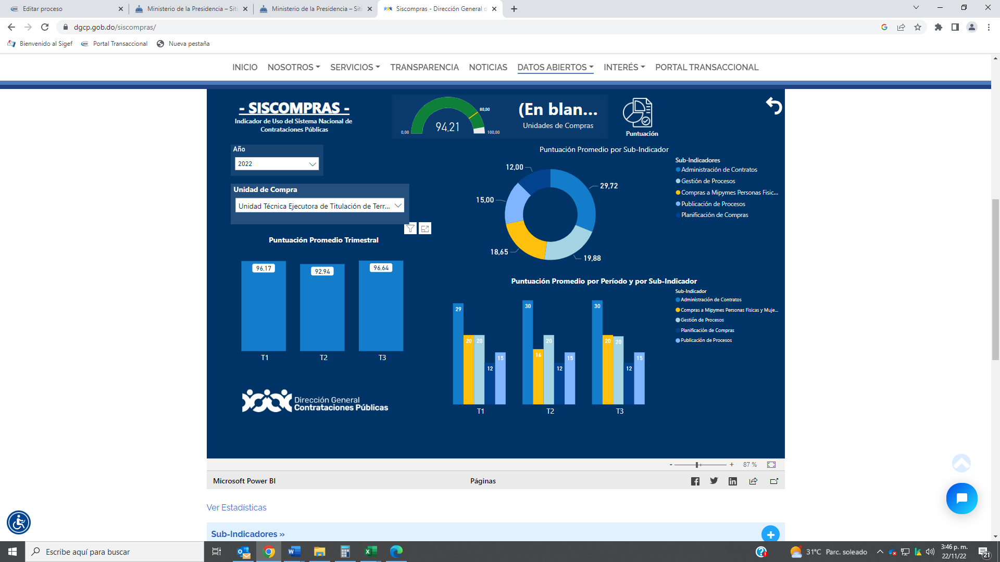 Editar proceso
Ministerio de la Presidencia – Siti
Ministerio de la Presidencia – Siti
Siscompras - Dirección General d
dgcp.gob.do/siscompras/
Bienvenido al Sigef
Portal Transaccional
Nueva pestaña
INICIO NOSOTROS SERVICIOS TRANSPARENCIA NOTICIAS DATOS ABIERTOS INTERÉS PORTAL TRANSACCIONAL
- SISCOMPRAS -
Indicador de Uso del Sistema Nacional de
Contrataciones Públicas
80,00
94,21
0,00
100,00
(En blan...
Unidades de Compras
Puntuación
Año
2022
Unidad de Compra
Unidad Técnica Ejecutora de Titulación de Terr...
Puntuación Promedio por Sub-Indicador
12,00
29,72
15,00
18,65
19,88
Sub-Indicadores
Administración de Contratos
Gestión de Procesos
Compras a Mipymes Personas Fisic...
Publicación de Procesos
Planificación de Compras
Puntuación Promedio Trimestral
96,17
92,94
96,64
T1
T2
T3
Puntuación Promedio por Período y por Sub-Indicador
29 20 20 12 15
30 16 20 12 15
30 20 20 12 15
T1
T2
T3
Sub-Indicador
Administración de Contratos
Compras a Mipymes Personas Fisicas y Muje...
Gestión de Procesos
Planificación de Compras
Publicación de Procesos
Dirección General
Contrataciones Públicas
- + 87 %
Microsoft Power BI
Páginas
Ver Estadísticas
Sub-Indicadores »
Escribe aquí para buscar
31°C Parc. soleado
3:46 p. m.
22/11/22
21